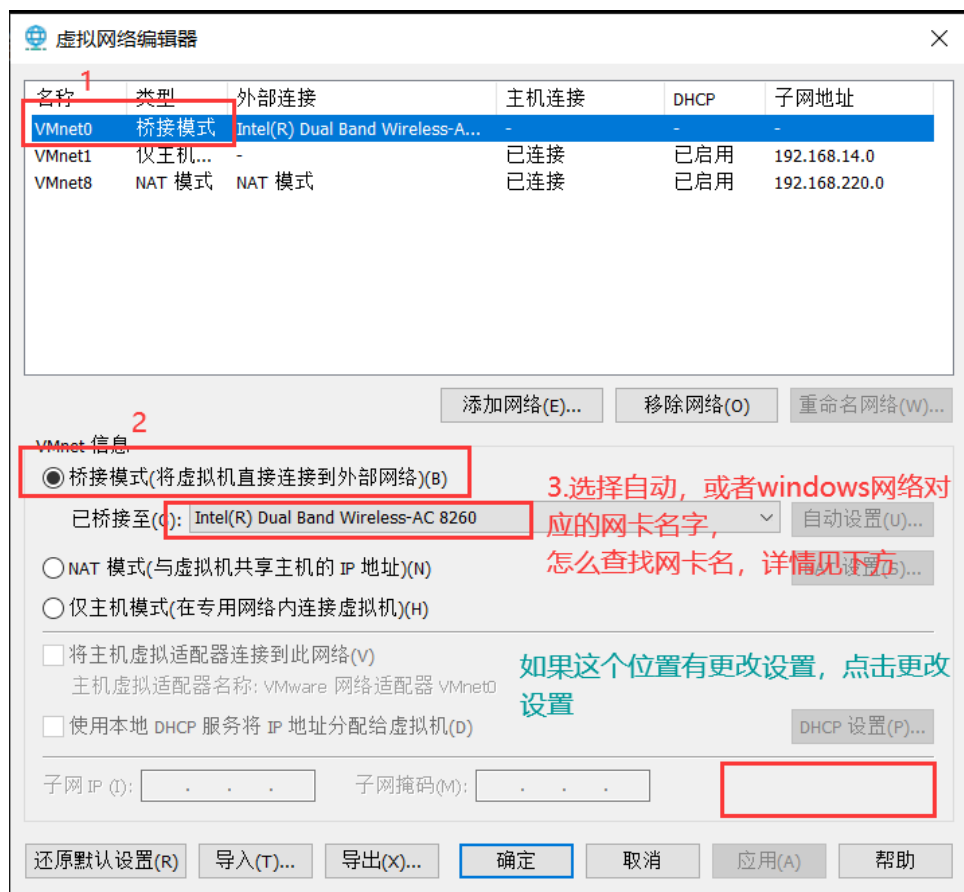 虚拟网络编辑器
1
名称 类型 外部连接 主机连接 DHCP 子网地址
VMnet0 桥接模式 Intel(R) Dual Band Wireless-A... - - -
VMnet1 仅主机... - 已连接 已启用 192.168.14.0
VMnet8 NAT 模式 NAT 模式 已连接 已启用 192.168.220.0
添加网络(E)... 移除网络(O) 重命名网络(W)...
2
VMnet 信息
桥接模式(将虚拟机直接连接到外部网络)(B)
3.选择自动，或者windows网络对
已桥接至(G): Intel(R) Dual Band Wireless-AC 8260 自动设置(U)...
应的网卡名字，
怎么查找网卡名，详情见下方
NAT 模式(与虚拟机共享主机的 IP 地址)(N) 设置(S)...
仅主机模式(在专用网络内连接虚拟机)(H)
将主机虚拟适配器连接到此网络(V)
如果这个位置有更改设置，点击更改
设置
主机虚拟适配器名称: VMware 网络适配器 VMnet0
使用本地 DHCP 服务将 IP 地址分配给虚拟机(D) DHCP 设置(P)...
子网 IP (I): . . . 子网掩码(M): . . .
还原默认设置(R) 导入(T)... 导出(X)... 确定 取消 应用(A) 帮助